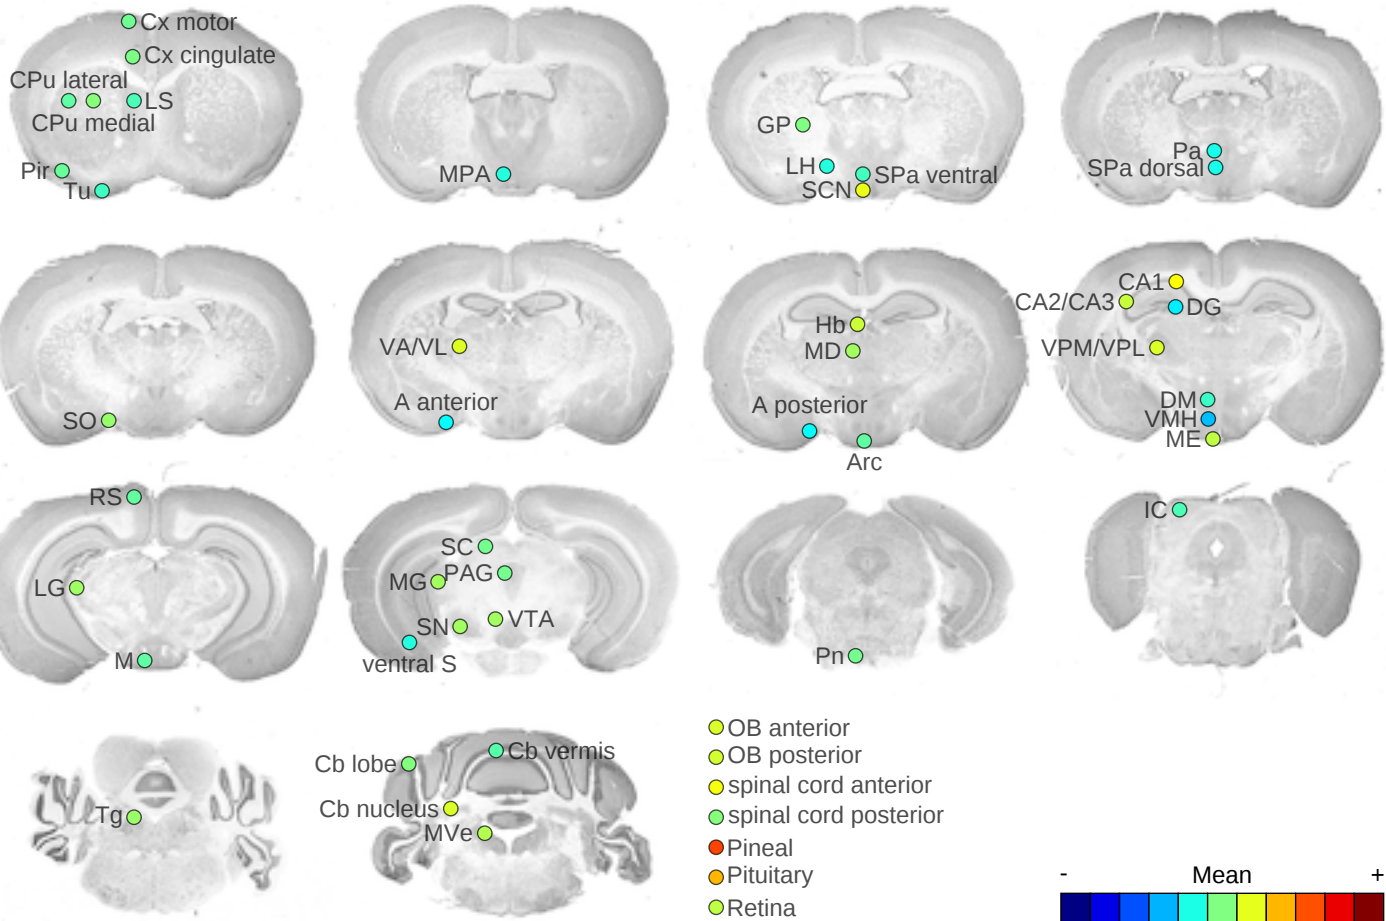 Cx motor
Cx cingulate
CPu lateral
LS
CPu medial
Pir
Tu
MPA
GP
LH
SPa ventral
SCN
Pa
SPa dorsal
SO
VA/VL
A anterior
Hb
MD
A posterior
Arc
CA1
CA2/CA3
DG
VPM/VPL
DM
VMH
ME
RS
LG
M
SC
PAG
MG
VTA
SN
ventral S
Pn
IC
Tg
Cb vermis
Cb lobe
Cb nucleus
MVe
OB anterior
OB posterior
spinal cord anterior
spinal cord posterior
Pineal
Pituitary
Retina
- Mean +